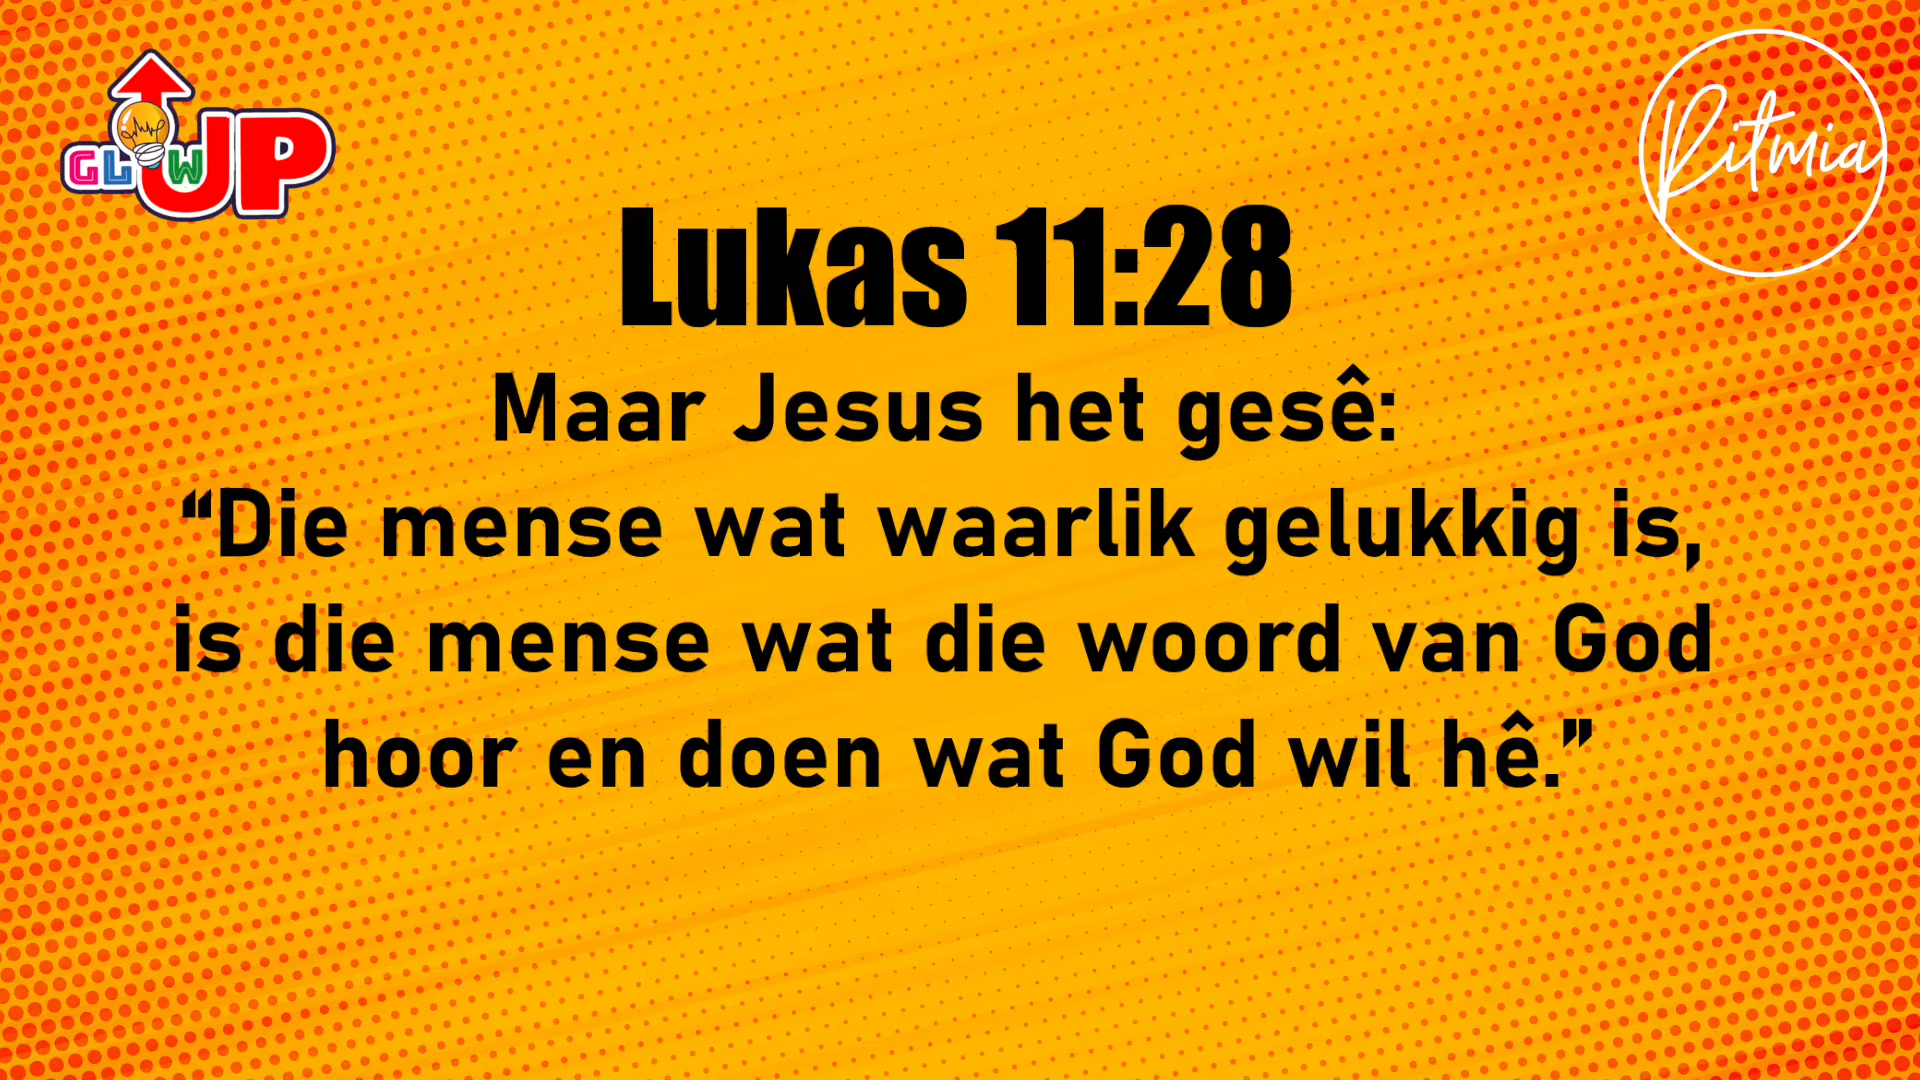 GLOW UP
Ritmia
Lukas 11:28
Maar Jesus het gesê:
“Die mense wat waarlik gelukkig is,
is die mense wat die woord van God
hoor en doen wat God wil hê.”